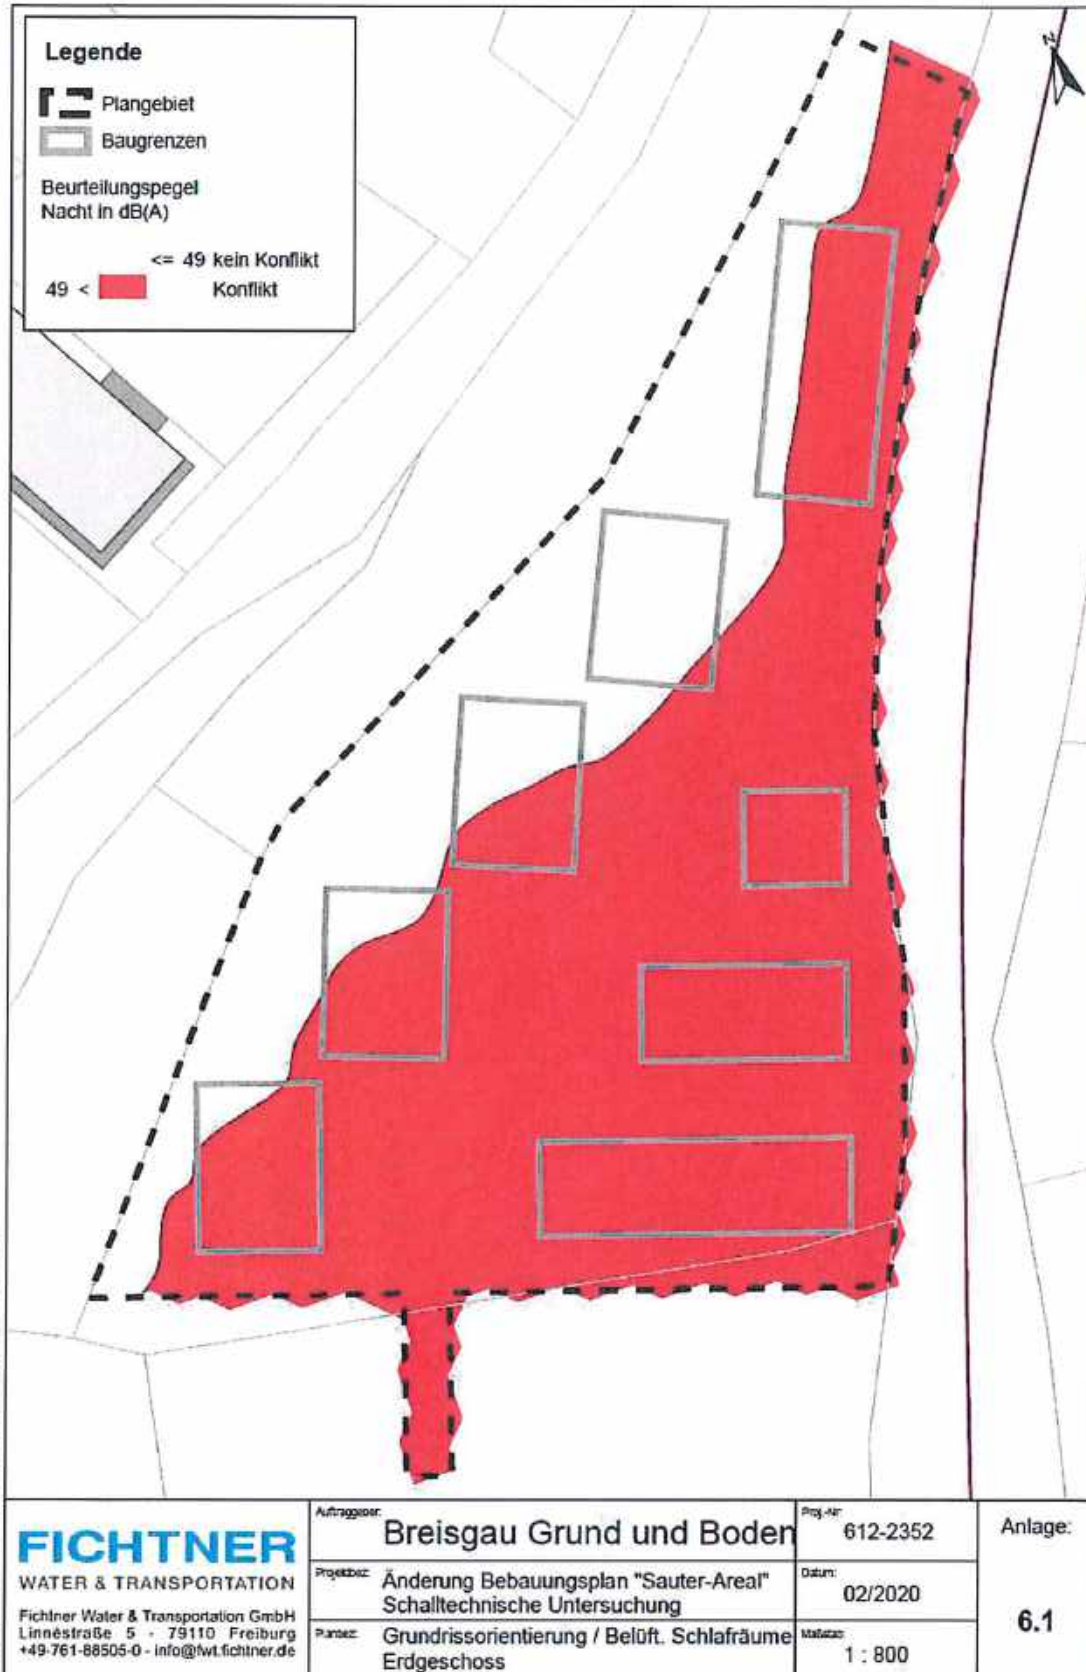 Legende
Plangebiet
Baugrenzen
Beurteilungspegel
Nacht in dB(A)
<= 49 kein Konflikt
49 < Konflikt
N
FICHTNER
WATER & TRANSPORTATION
Fichtner Water & Transportation GmbH
Linnéstraße 5 - 79110 Freiburg
+49-761-88505-0 - info@fwt.fichtner.de
Auftraggeber:
Breisgau Grund und Boden
Projektbez:
Änderung Bebauungsplan "Sauter-Areal"
Schalltechnische Untersuchung
Planbez:
Grundrissorientierung / Belüft. Schlafräume
Erdgeschoss
Proj.-Nr:
612-2352
Datum:
02/2020
Maßstab:
1 : 800
Anlage:
6.1